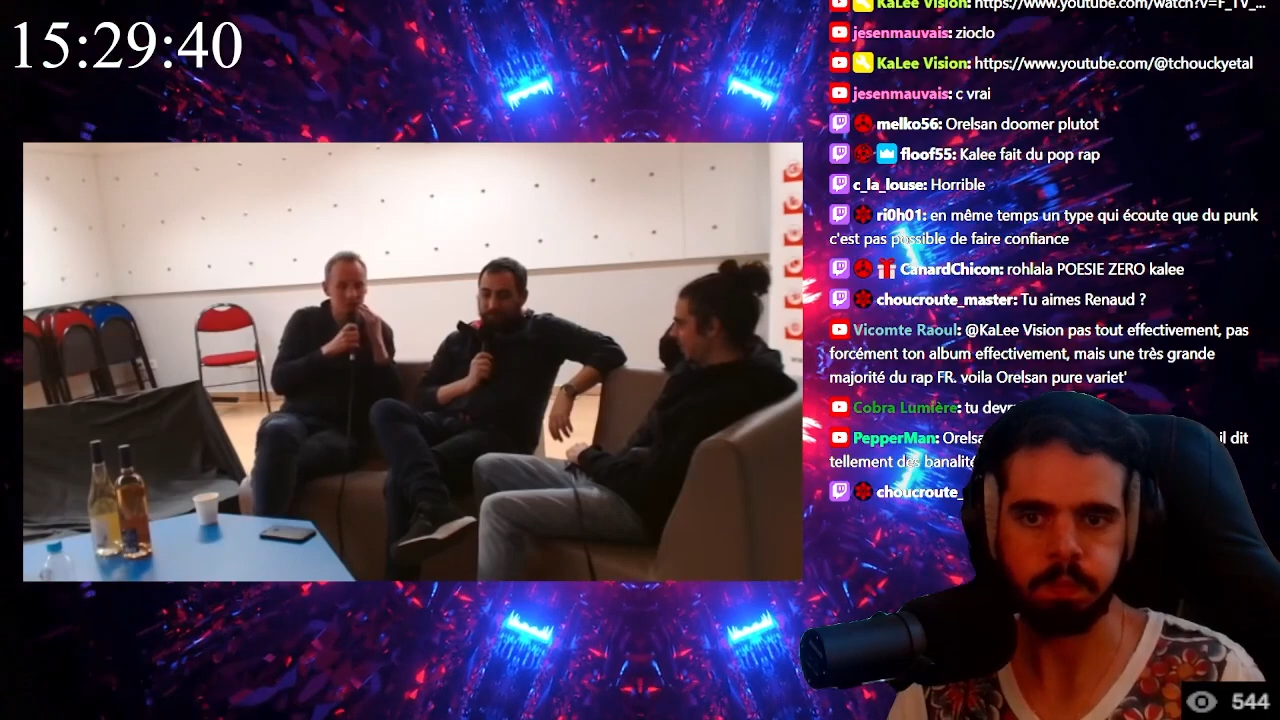 15:29:40
KaLee Vision: https://www.youtube.com/watch?v=F_TV_...
jesenmauvais: zioclo
KaLee Vision: https://www.youtube.com/@tchouckyetal
jesenmauvais: c vrai
melko56: Orelsan doomer plutot
floof55: Kalee fait du pop rap
c_la_louse: Horrible
ri0h01: en même temps un type qui écoute que du punk
c'est pas possible de faire confiance
CanardChicon: rohlala POESIE ZERO kalee
choucroute_master: Tu aimes Renaud ?
Vicomte Raoul: @KaLee Vision pas tout effectivement, pas
forcément ton album effectivement, mais une très grande
majorité du rap FR. voila Orelsan pure variet'
Cobra Lumière: tu
PepperMan: il dit
tellement des
choucroute_
544